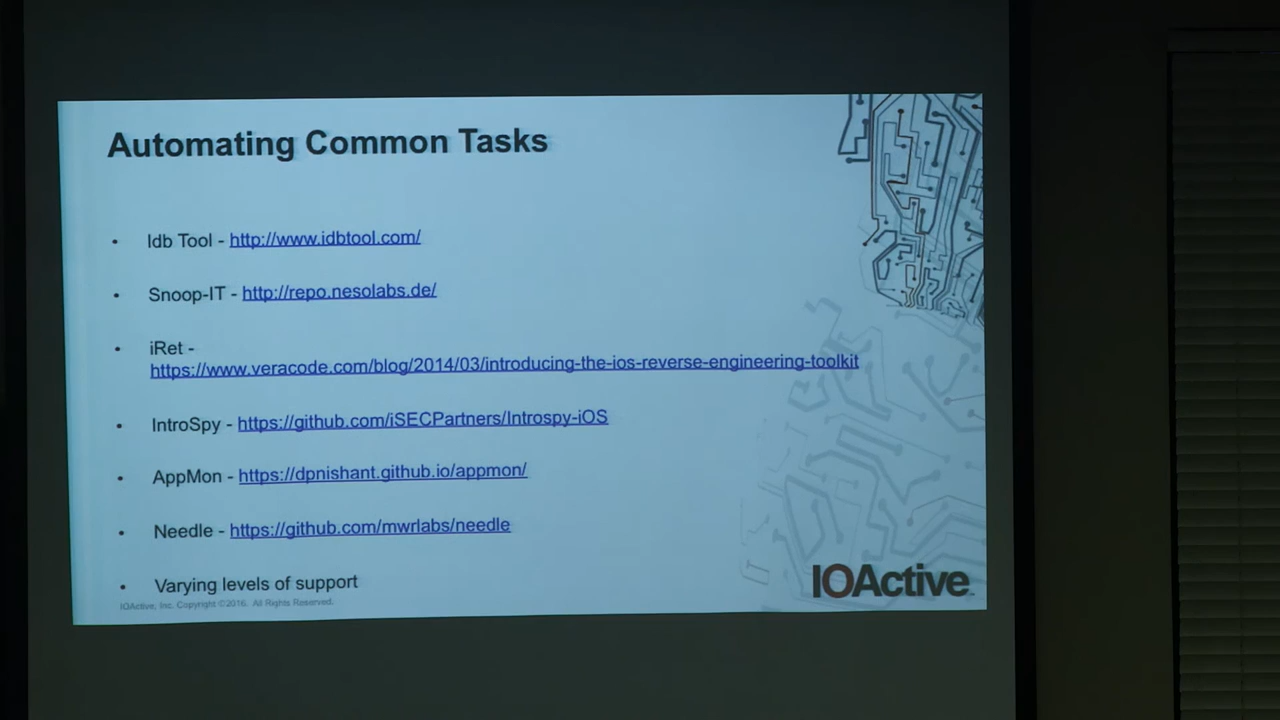 Automating Common Tasks
• Idb Tool - http://www.idbtool.com/
• Snoop-IT - http://repo.nesolabs.de/
• iRet -
https://www.veracode.com/blog/2014/03/introducing-the-ios-reverse-engineering-toolkit
• IntroSpy - https://github.com/iSECPartners/Introspy-iOS
• AppMon - https://dpnishant.github.io/appmon/
• Needle - https://github.com/mwrlabs/needle
• Varying levels of support
IOActive, Inc. Copyright ©2016. All Rights Reserved.
IOActive